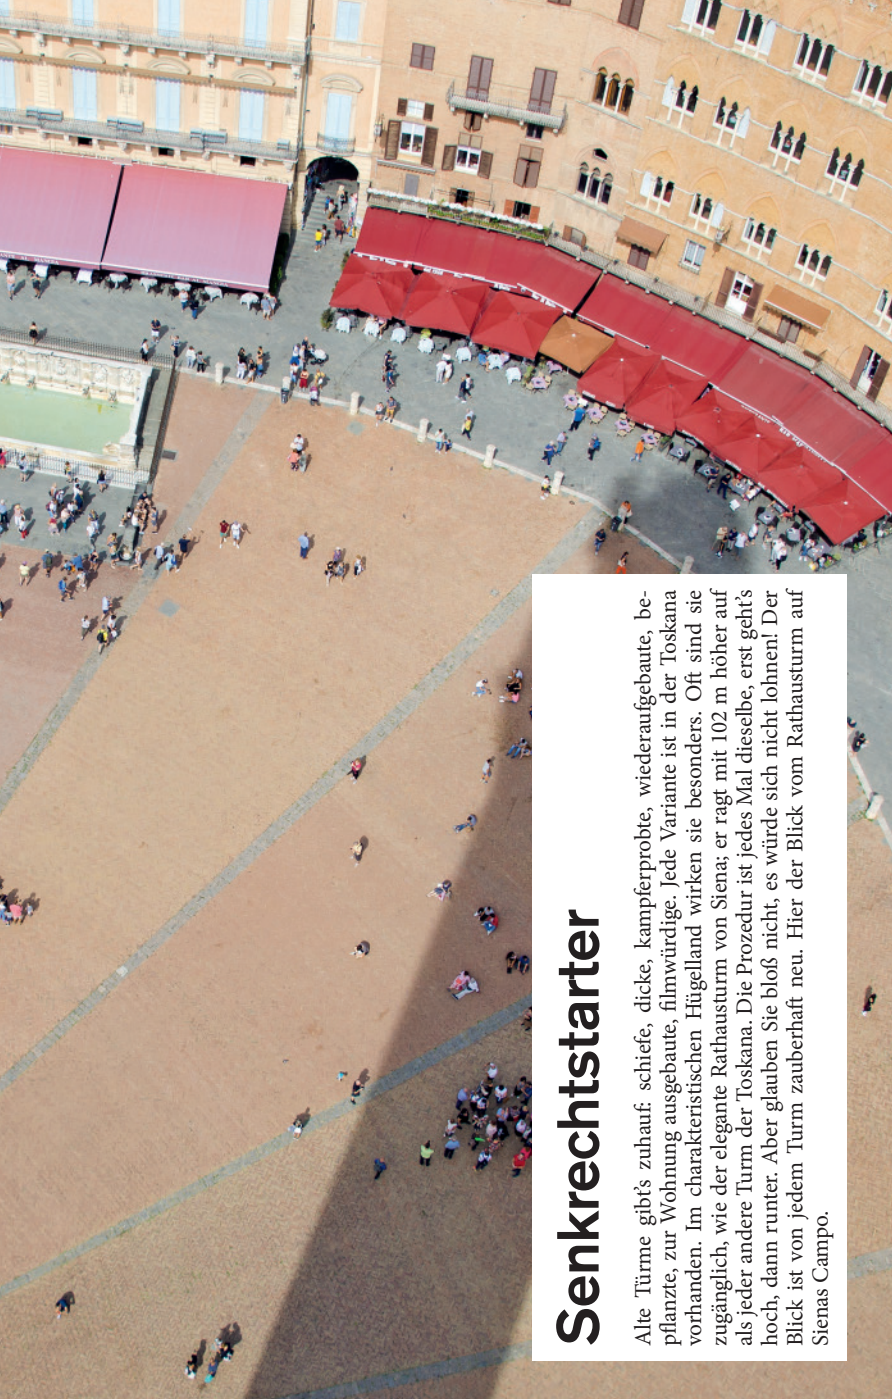 Senkrechtstarter
Alte Türme gibt's zuhauf: schiefe, dicke, kampferprobte, wiederaufgebaute, be-
pflanzte, zur Wohnung ausgebaute, filmwürdige. Jede Variante ist in der Toskana
vorhanden. Im charakteristischen Hügelland wirken sie besonders. Oft sind sie
zugänglich, wie der elegante Rathausturm von Siena; er ragt mit 102 m höher auf
als jeder andere Turm der Toskana. Die Prozedur ist jedes Mal dieselbe, erst geht's
hoch, dann runter. Aber glauben Sie bloß nicht, es würde sich nicht lohnen! Der
Blick ist von jedem Turm zauberhaft neu. Hier der Blick vom Rathausturm auf
Sienas Campo.